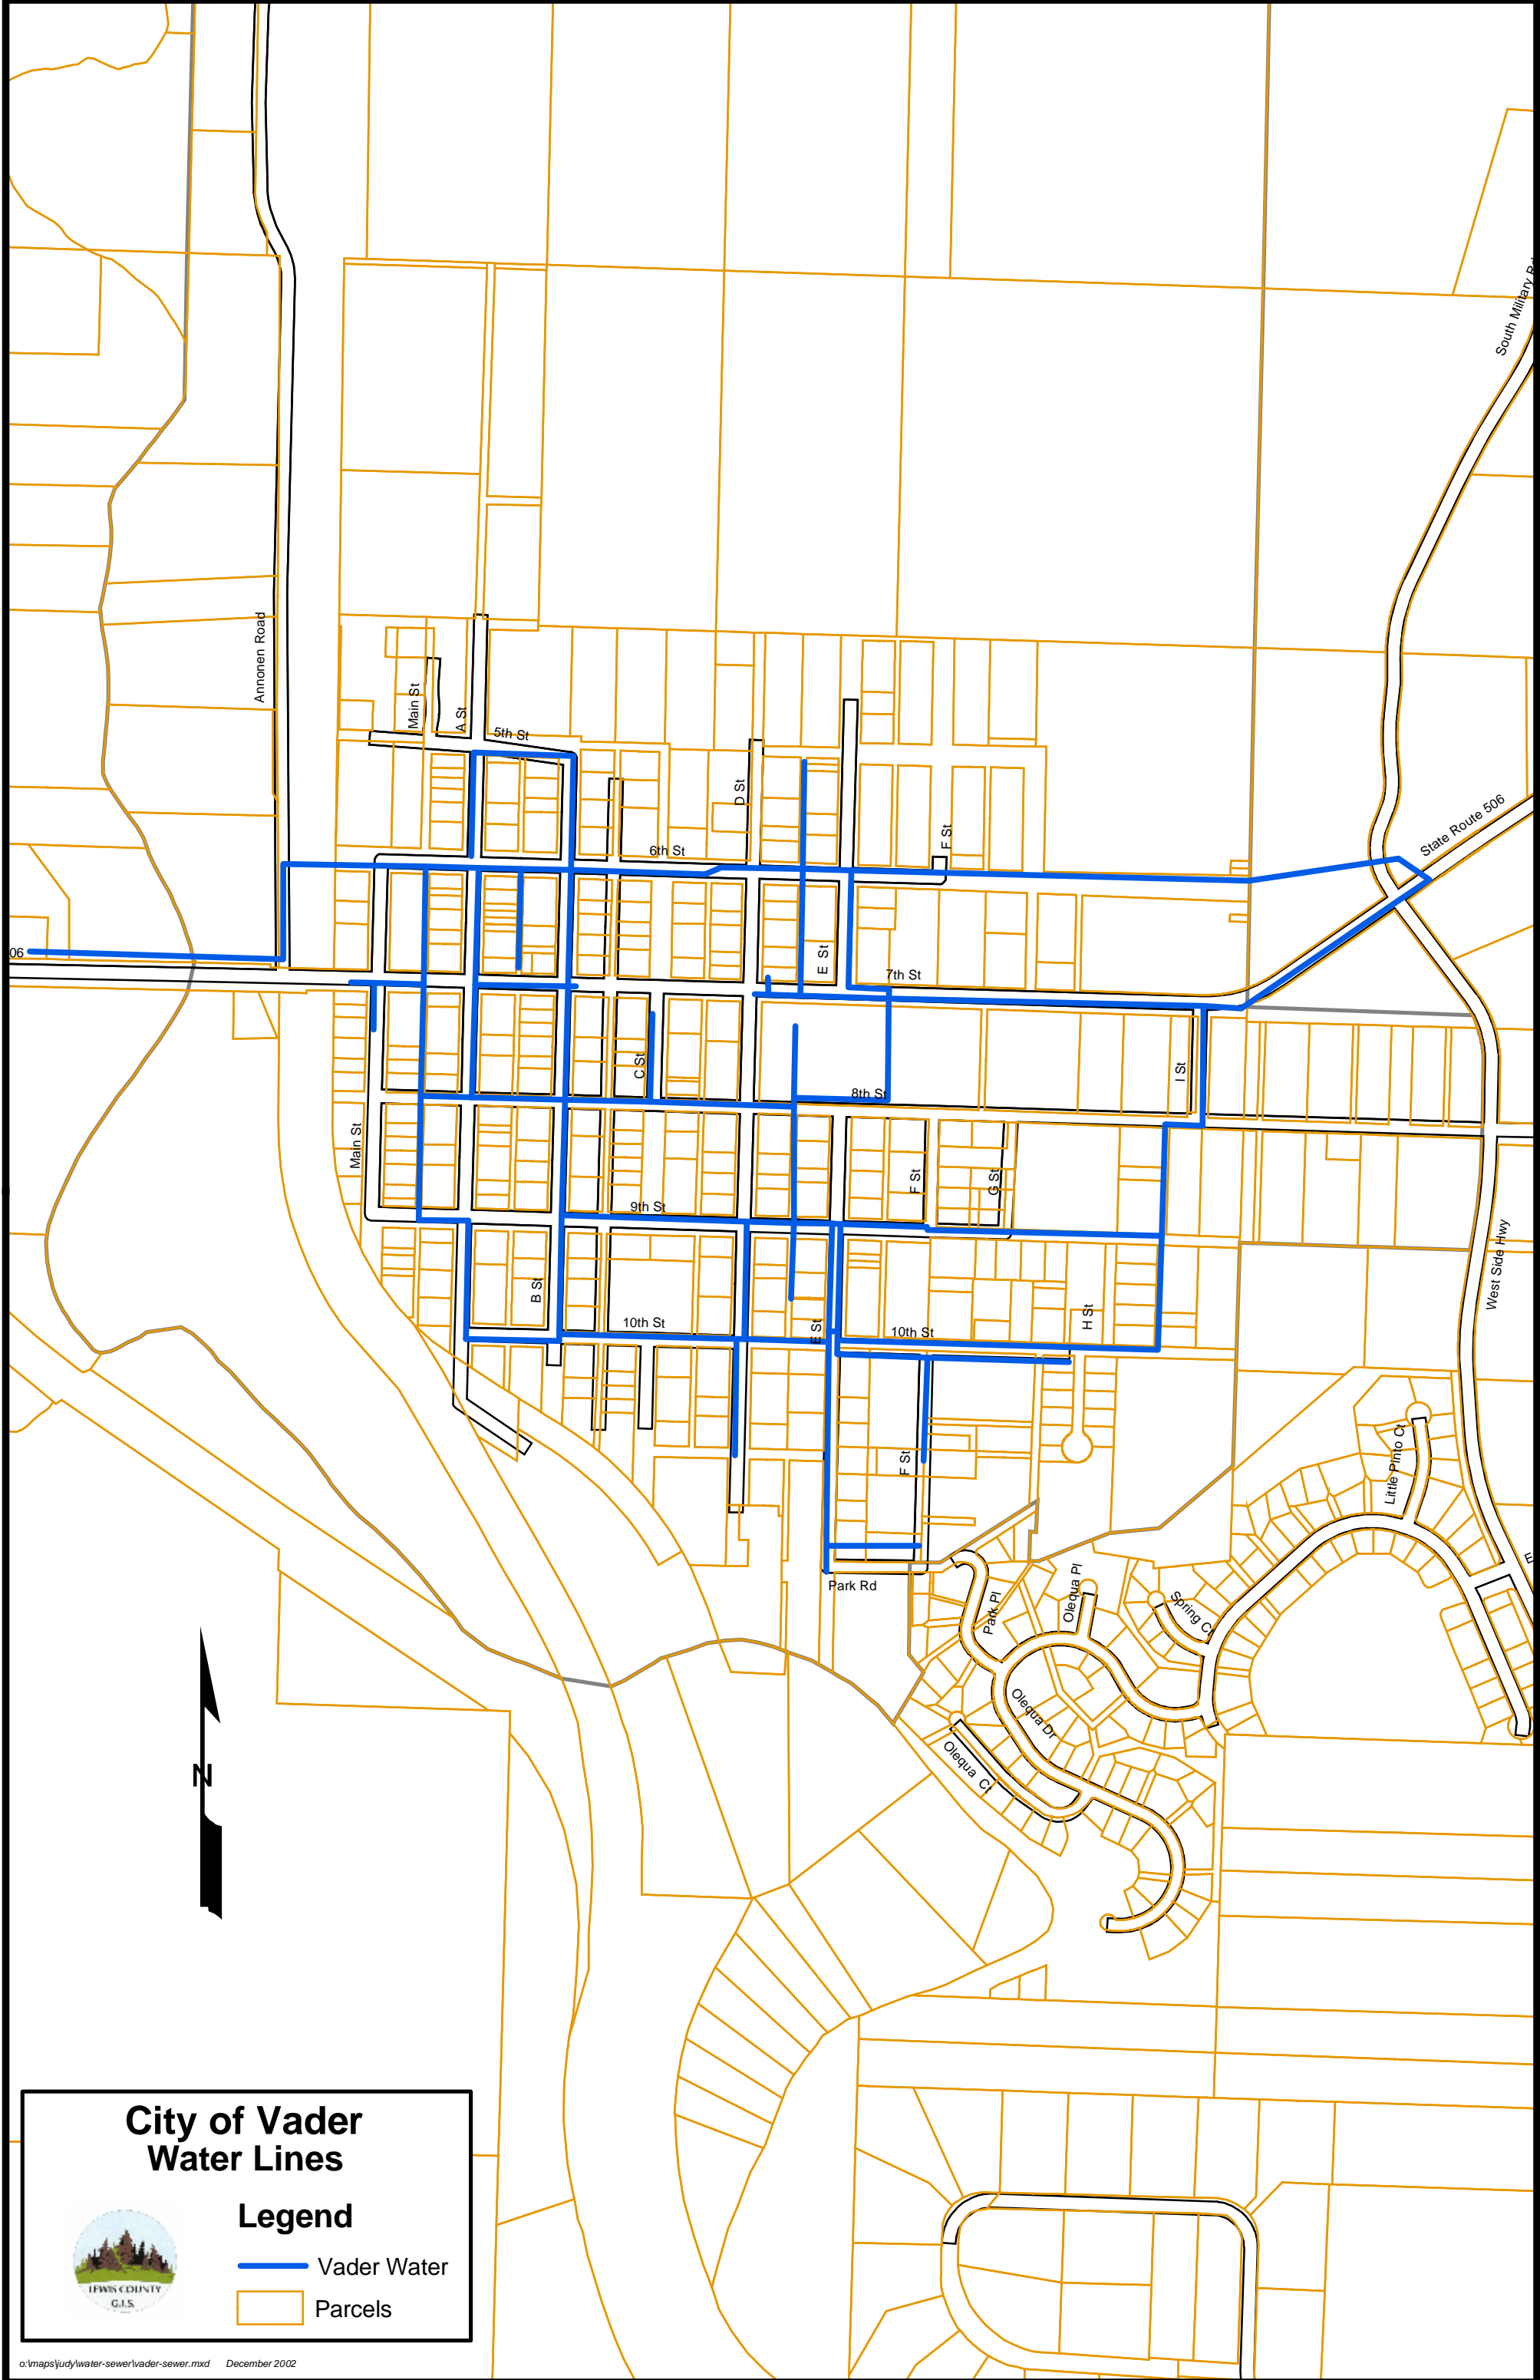 South Military Rd
Annonen Road
Main St
A St
5th St
D St
F St
6th St
State Route 506
06
E St
7th St
C St
I St
8th St
Main St
F St
G St
9th St
West Side Hwy
B St
10th St
E St
10th St
H St
Little Pinto Ct
F St
Park Rd
Park Pl
Olequa Pl
Spring Ct
Olequa Dr
Olequa Ct
E
N
City of Vader
Water Lines
Legend
Vader Water
Parcels
LEWIS COUNTY
G.I.S.
o:\maps\judy\water-sewer\vader-sewer.mxd December 2002